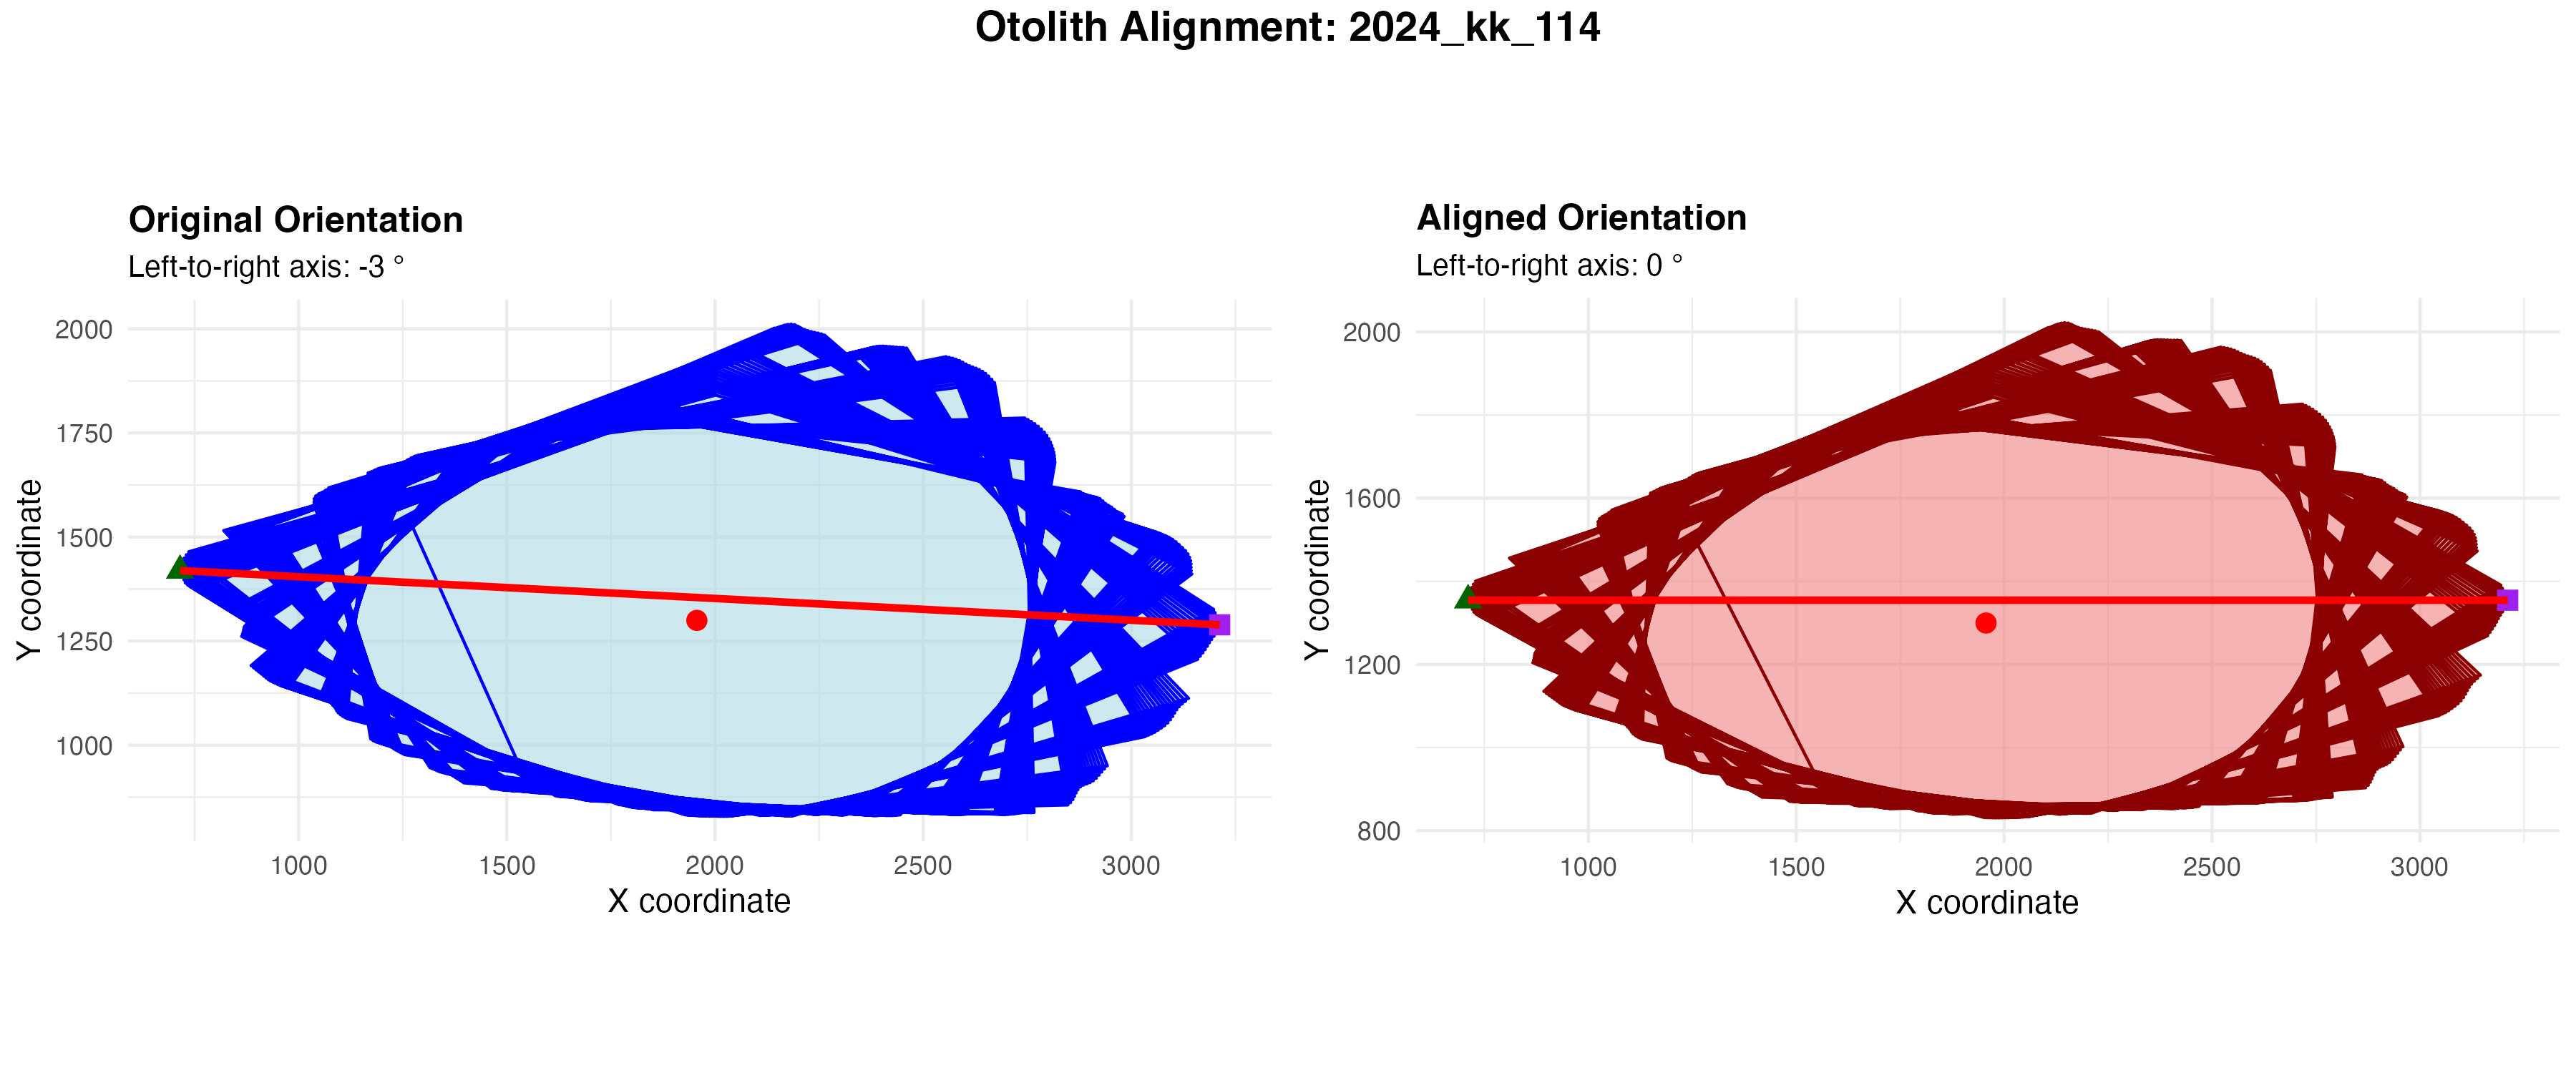 Otolith Alignment: 2024_kk_114
Original Orientation
Left-to-right axis: -3 °
2000
1750
1500
1250
1000
Y coordinate
1000 1500 2000 2500 3000
X coordinate
Aligned Orientation
Left-to-right axis: 0 °
2000
1600
1200
800
Y coordinate
1000 1500 2000 2500 3000
X coordinate